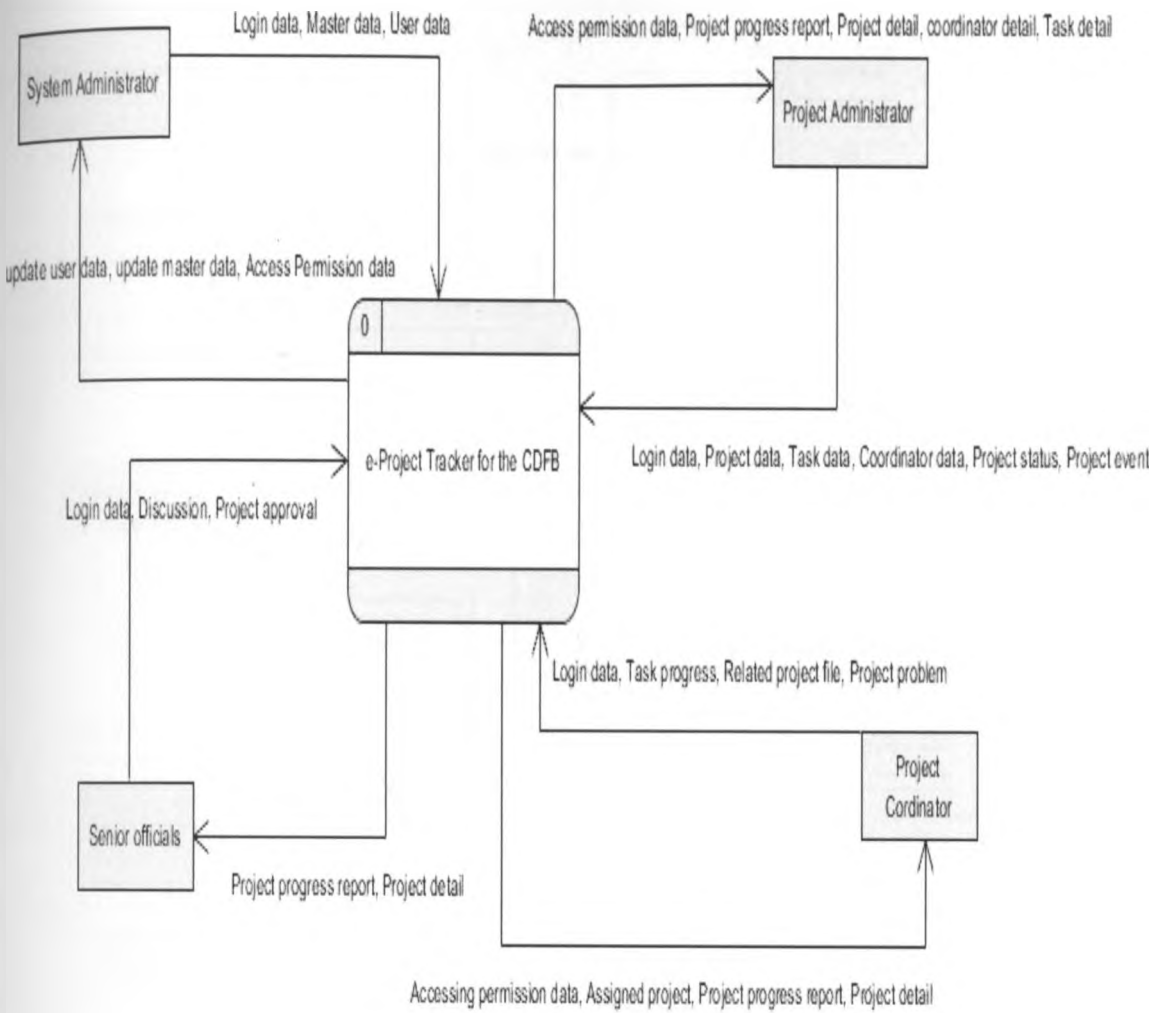 Login data, Master data, User data
Access permission data, Project progress report, Project detail, coordinator detail, Task detail
System Administrator
Project Administrator
update user data, update master data, Access Permission data
0
e-Project Tracker for the CDFB
Login data, Project data, Task data, Coordinator data, Project status, Project event
Login data, Discussion, Project approval
Login data, Task progress, Related project file, Project problem
Project
Cordinator
Senior officials
Project progress report, Project detail
Accessing permission data, Assigned project, Project progress report, Project detail